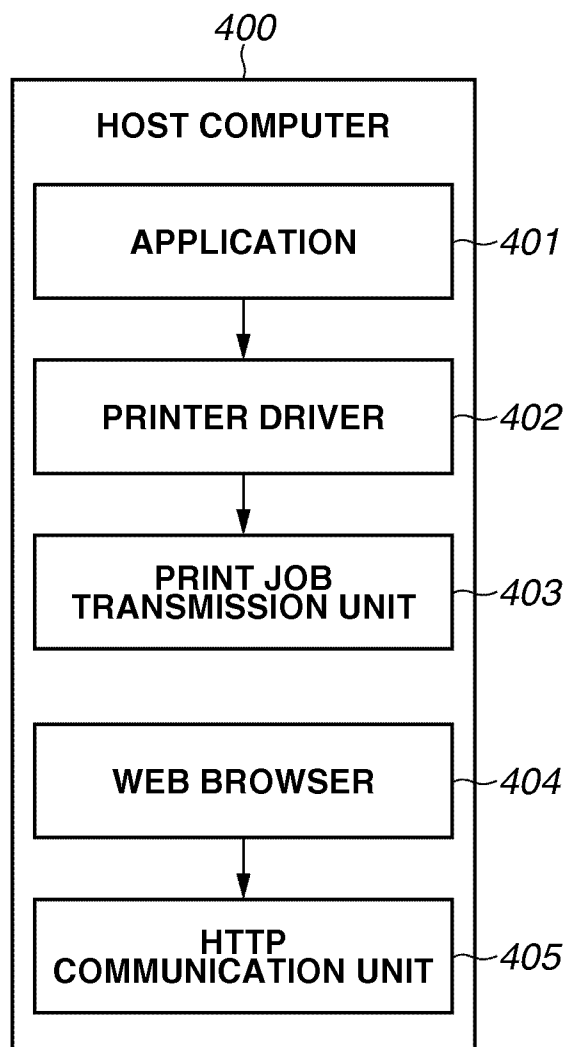 400
HOST COMPUTER
APPLICATION
401
PRINTER DRIVER
402
PRINT JOB
TRANSMISSION UNIT
403
WEB BROWSER
404
HTTP
COMMUNICATION UNIT
405